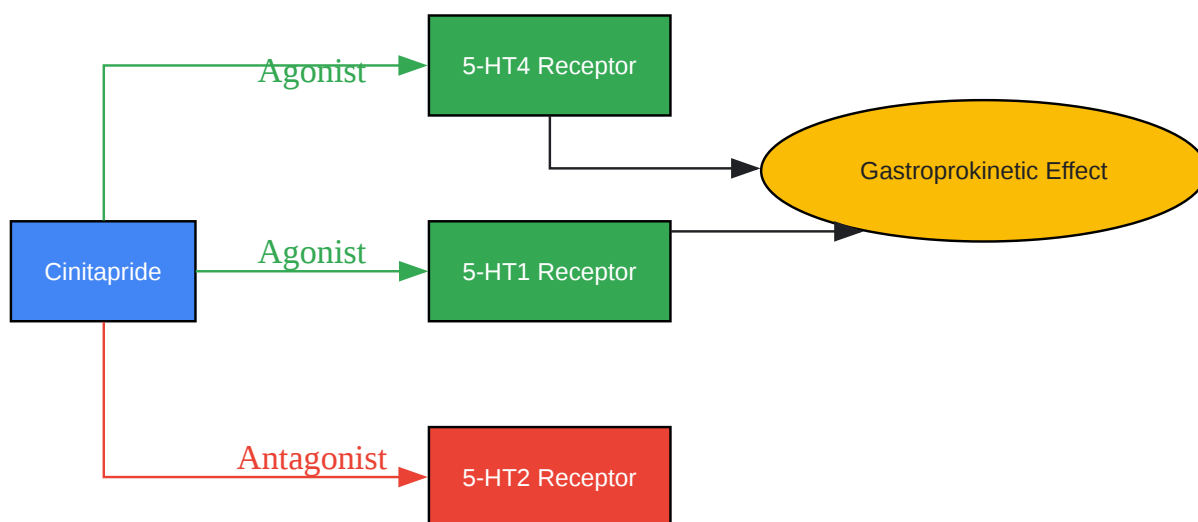 Agonist
5-HT4 Receptor
Gastroprokinetic Effect
Cinitapride
Agonist
5-HT1 Receptor
Antagonist
5-HT2 Receptor